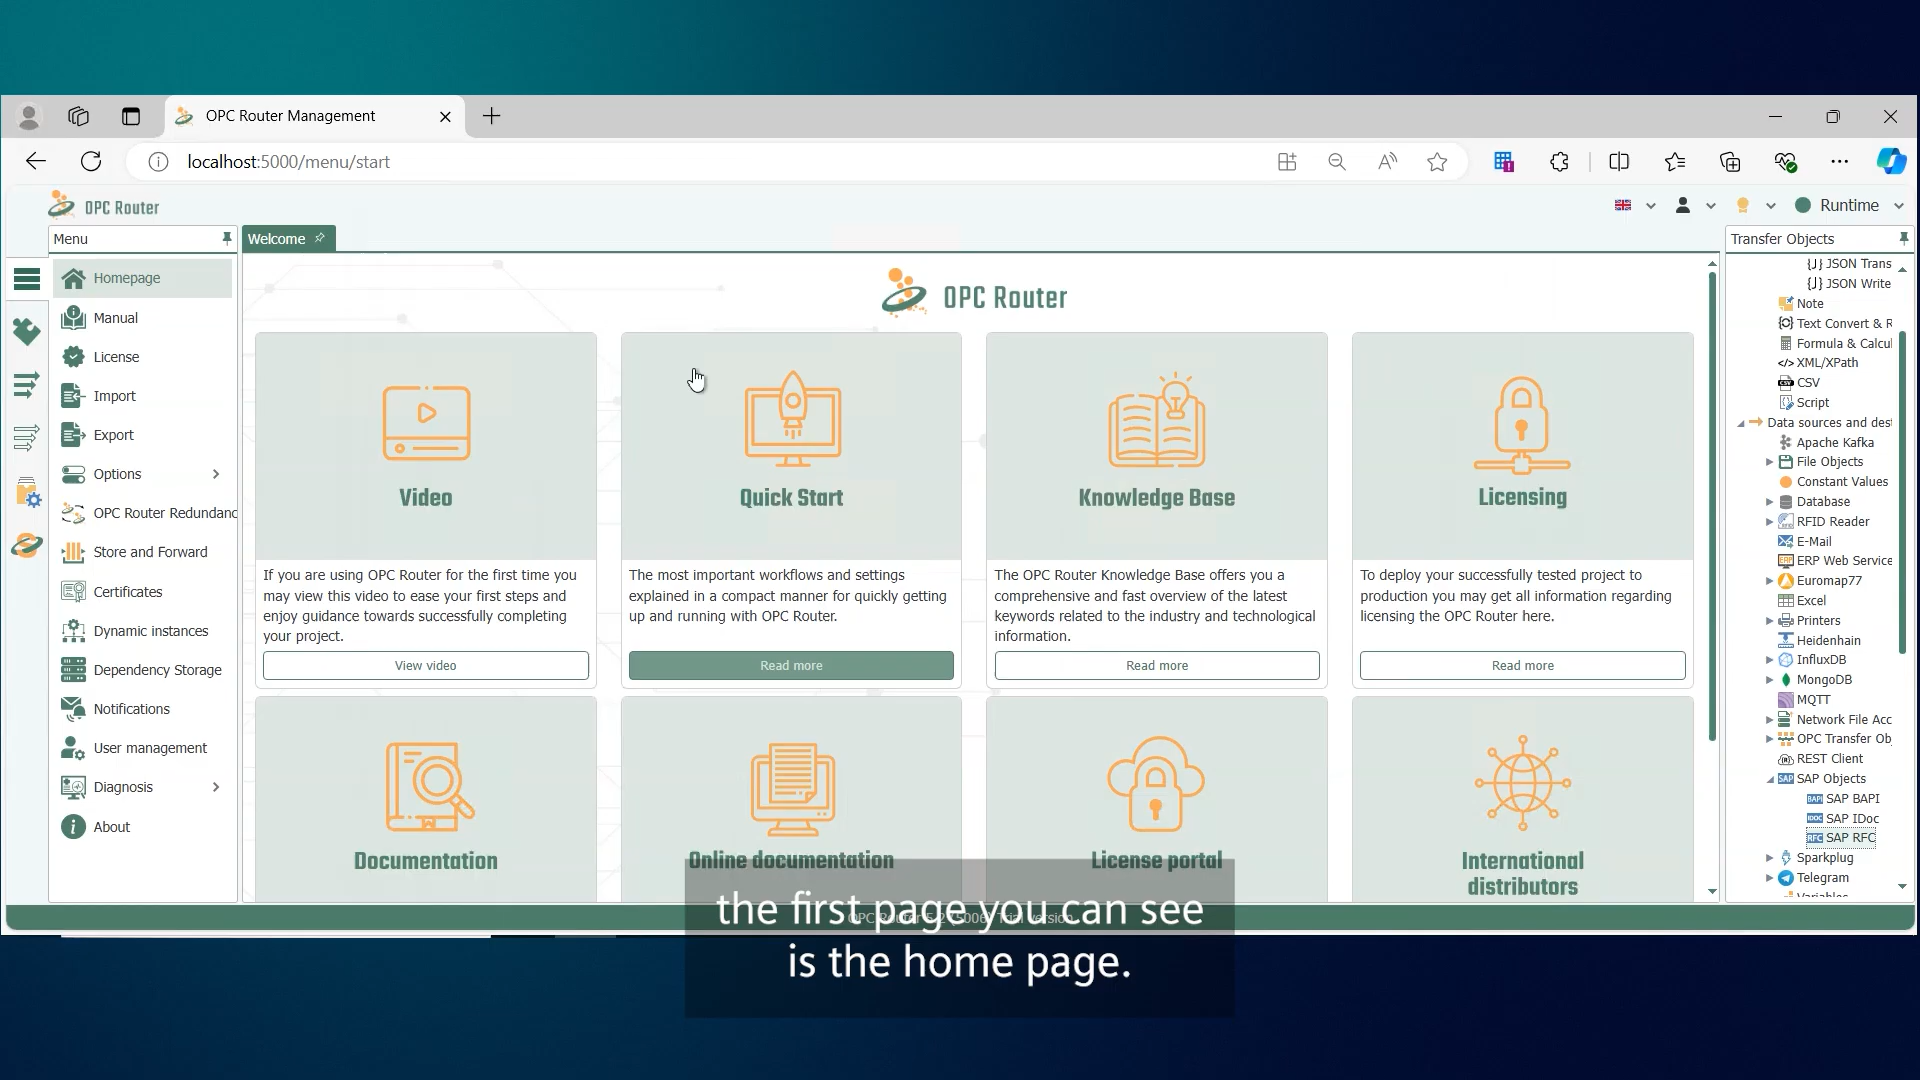 OPC Router Management
localhost:5000/menu/start
OPC Router
Runtime
Menu
Welcome
Transfer Objects
Homepage
Manual
License
Import
Export
Options
OPC Router Redundanc
Store and Forward
Certificates
Dynamic instances
Dependency Storage
Notifications
User management
Diagnosis
About
OPC Router
Video
If you are using OPC Router for the first time you
may view this video to ease your first steps and
enjoy guidance towards successfully completing
your project.
View video
Quick Start
The most important workflows and settings
explained in a compact manner for quickly getting
up and running with OPC Router.
Read more
Knowledge Base
The OPC Router Knowledge Base offers you a
comprehensive and fast overview of the latest
keywords related to the industry and technological
information.
Read more
Licensing
To deploy your successfully tested project to
production you may get all information regarding
licensing the OPC Router here.
Read more
Documentation
Online documentation
License portal
International
distributors
{J} JSON Trans
{J} JSON Write
Note
Text Convert & R
Formula & Calcul
</> XML/XPath
CSV
Script
Data sources and dest
Apache Kafka
File Objects
Constant Values
Database
RFID Reader
E-Mail
ERP Web Service
Euromap77
Excel
Printers
Heidenhain
InfluxDB
MongoDB
MQTT
Network File Acc
OPC Transfer Ob
REST Client
SAP SAP Objects
BAPI SAP BAPI
IDOC SAP IDoc
RFC SAP RFC
Sparkplug
Telegram
Variables
the first page you can see
is the home page.